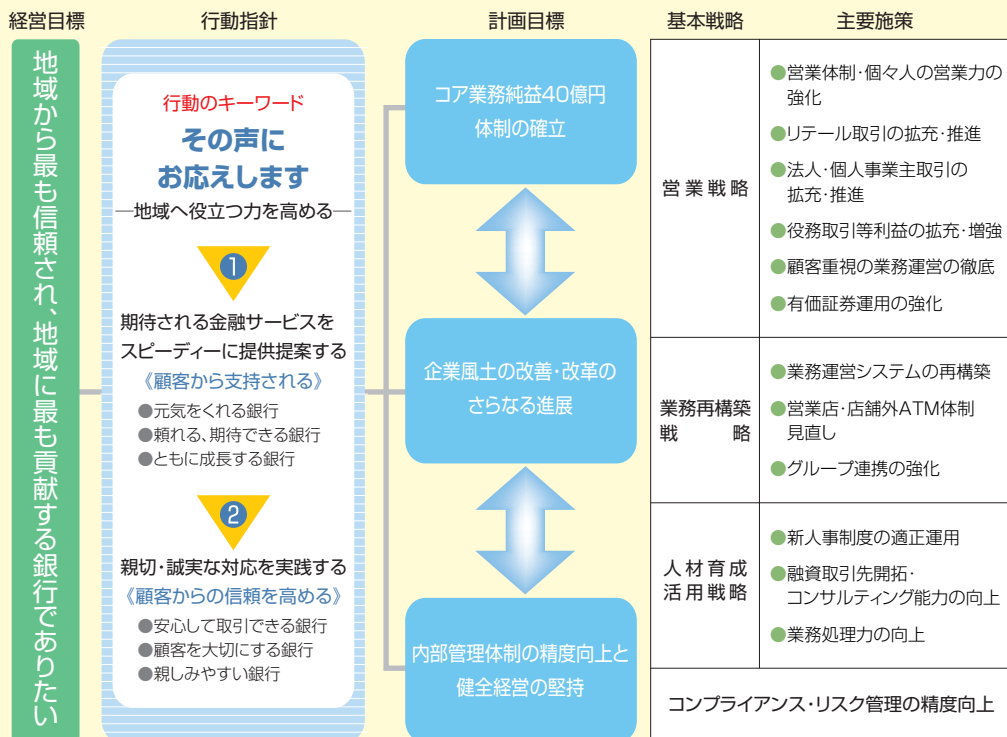 経営目標
行動指針
計画目標
基本戦略
主要施策
地域から最も信頼され、地域に最も貢献する銀行でありたい
行動のキーワード
その声に
お応えします
―地域へ役立つ力を高める―
1
期待される金融サービスを
スピーディーに提供提案する
《顧客から支持される》
●元気をくれる銀行
●頼れる、期待できる銀行
●ともに成長する銀行
2
親切・誠実な対応を実践する
《顧客からの信頼を高める》
●安心して取引できる銀行
●顧客を大切にする銀行
●親しみやすい銀行
コア業務純益40億円
体制の確立
企業風土の改善・改革の
さらなる進展
内部管理体制の精度向上と
健全経営の堅持
営業戦略
●営業体制・個々人の営業力の
強化
●リテール取引の拡充・推進
●法人・個人事業主取引の
拡充・推進
●役務取引等利益の拡充・増強
●顧客重視の業務運営の徹底
●有価証券運用の強化
業務再構築
戦略
●業務運営システムの再構築
●営業店・店舗外ATM体制
見直し
●グループ連携の強化
人材育成
活用戦略
●新人事制度の適正運用
●融資取引先開拓・
コンサルティング能力の向上
●業務処理力の向上
コンプライアンス・リスク管理の精度向上